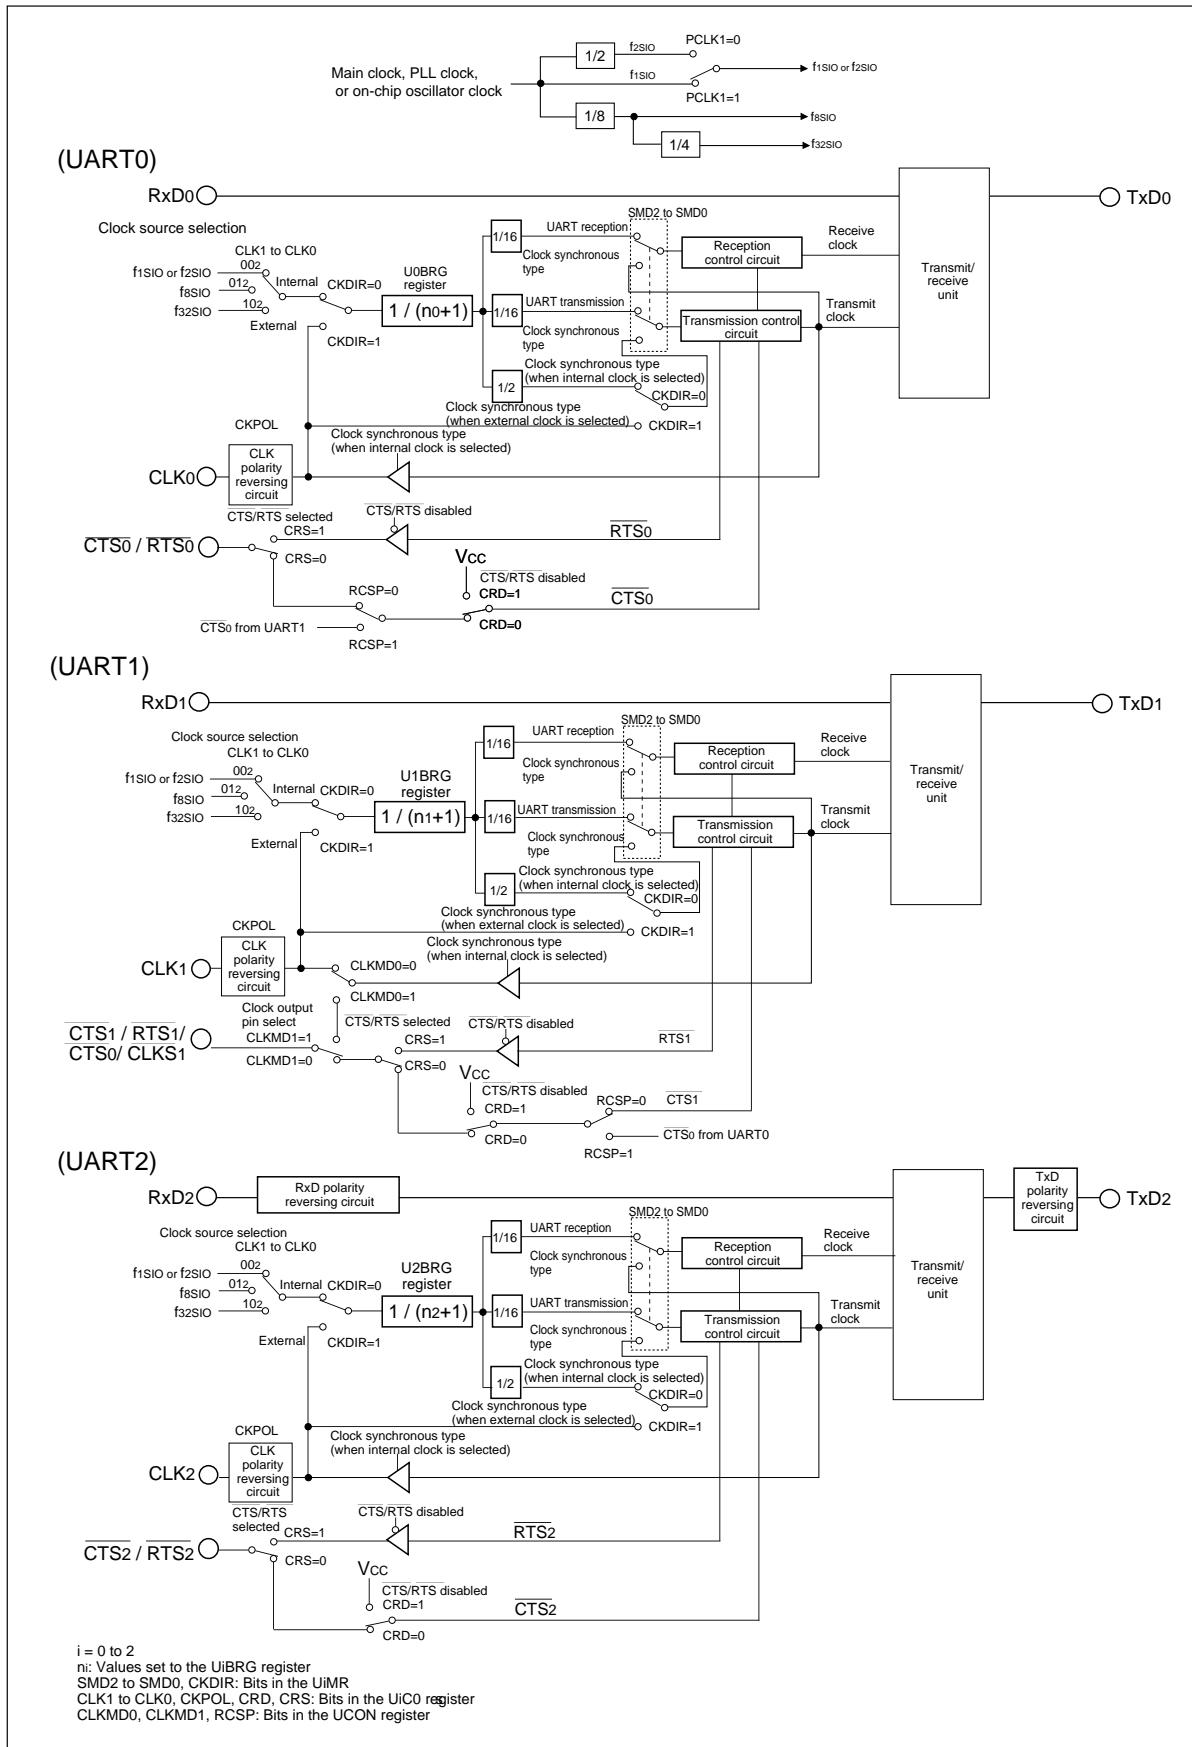 1/2
f2SIO
PCLK1=0
Main clock, PLL clock,
or on-chip oscillator clock
f1SIO
f1SIO or f2SIO
PCLK1=1
1/8
f8SIO
1/4
f32SIO
(UART0)
RxD0
TxD0
Clock source selection
CLK1 to CLK0
f1SIO or f2SIO
002
f8SIO
012
f32SIO
102
Internal
CKDIR=0
External
CKDIR=1
U0BRG
register
1 / (n0+1)
1/16
UART reception
Clock synchronous
type
SMD2 to SMD0
Reception
control circuit
Receive
clock
1/16
UART transmission
Clock synchronous
type
Transmission control
circuit
Transmit
clock
Transmit/
receive
unit
1/2
Clock synchronous type
(when internal clock is selected)
CKDIR=0
Clock synchronous type
(when external clock is selected)
CKDIR=1
CKPOL
Clock synchronous type
(when internal clock is selected)
CLK0
CLK
polarity
reversing
circuit
CTS/RTS selected
CTS/RTS disabled
CTS0 / RTS0
CRS=1
CRS=0
RTS0
VCC
CTS/RTS disabled
CRD=1
CRD=0
CTS0
RCSP=0
CTS0 from UART1
RCSP=1
(UART1)
RxD1
TxD1
Clock source selection
CLK1 to CLK0
f1SIO or f2SIO
002
f8SIO
012
f32SIO
102
Internal
CKDIR=0
External
CKDIR=1
U1BRG
register
1 / (n1+1)
1/16
UART reception
Clock synchronous
type
SMD2 to SMD0
Reception
control circuit
Receive
clock
1/16
UART transmission
Clock synchronous
type
Transmission
control circuit
Transmit
clock
Transmit/
receive
unit
1/2
Clock synchronous type
(when internal clock is selected)
CKDIR=0
Clock synchronous type
(when external clock is selected)
CKDIR=1
CKPOL
Clock synchronous type
(when internal clock is selected)
CLK1
CLK
polarity
reversing
circuit
CLKMD0=0
CLKMD0=1
Clock output
pin select
CTS/RTS selected
CTS/RTS disabled
CTS1 / RTS1/
CTS0/ CLKS1
CLKMD1=1
CLKMD1=0
CRS=1
CRS=0
RTS1
VCC
CTS/RTS disabled
CRD=1
CRD=0
RCSP=0
CTS1
CTS0 from UART0
RCSP=1
(UART2)
RxD2
RxD polarity
reversing circuit
TxD
polarity
reversing
circuit
TxD2
Clock source selection
CLK1 to CLK0
f1SIO or f2SIO
002
f8SIO
012
f32SIO
102
Internal
CKDIR=0
External
CKDIR=1
U2BRG
register
1 / (n2+1)
1/16
UART reception
Clock synchronous
type
SMD2 to SMD0
Reception
control circuit
Receive
clock
1/16
UART transmission
Clock synchronous
type
Transmission
control circuit
Transmit
clock
Transmit/
receive
unit
1/2
Clock synchronous type
(when internal clock is selected)
CKDIR=0
Clock synchronous type
(when external clock is selected)
CKDIR=1
CKPOL
Clock synchronous type
(when internal clock is selected)
CLK2
CLK
polarity
reversing
circuit
CTS/RTS
selected
CTS/RTS disabled
CTS2 / RTS2
CRS=1
CRS=0
RTS2
VCC
CTS/RTS disabled
CRD=1
CRD=0
CTS2
i = 0 to 2
ni: Values set to the UiBRG register
SMD2 to SMD0, CKDIR: Bits in the UiMR
CLK1 to CLK0, CKPOL, CRD, CRS: Bits in the UiC0 register
CLKMD0, CLKMD1, RCSP: Bits in the UCON register